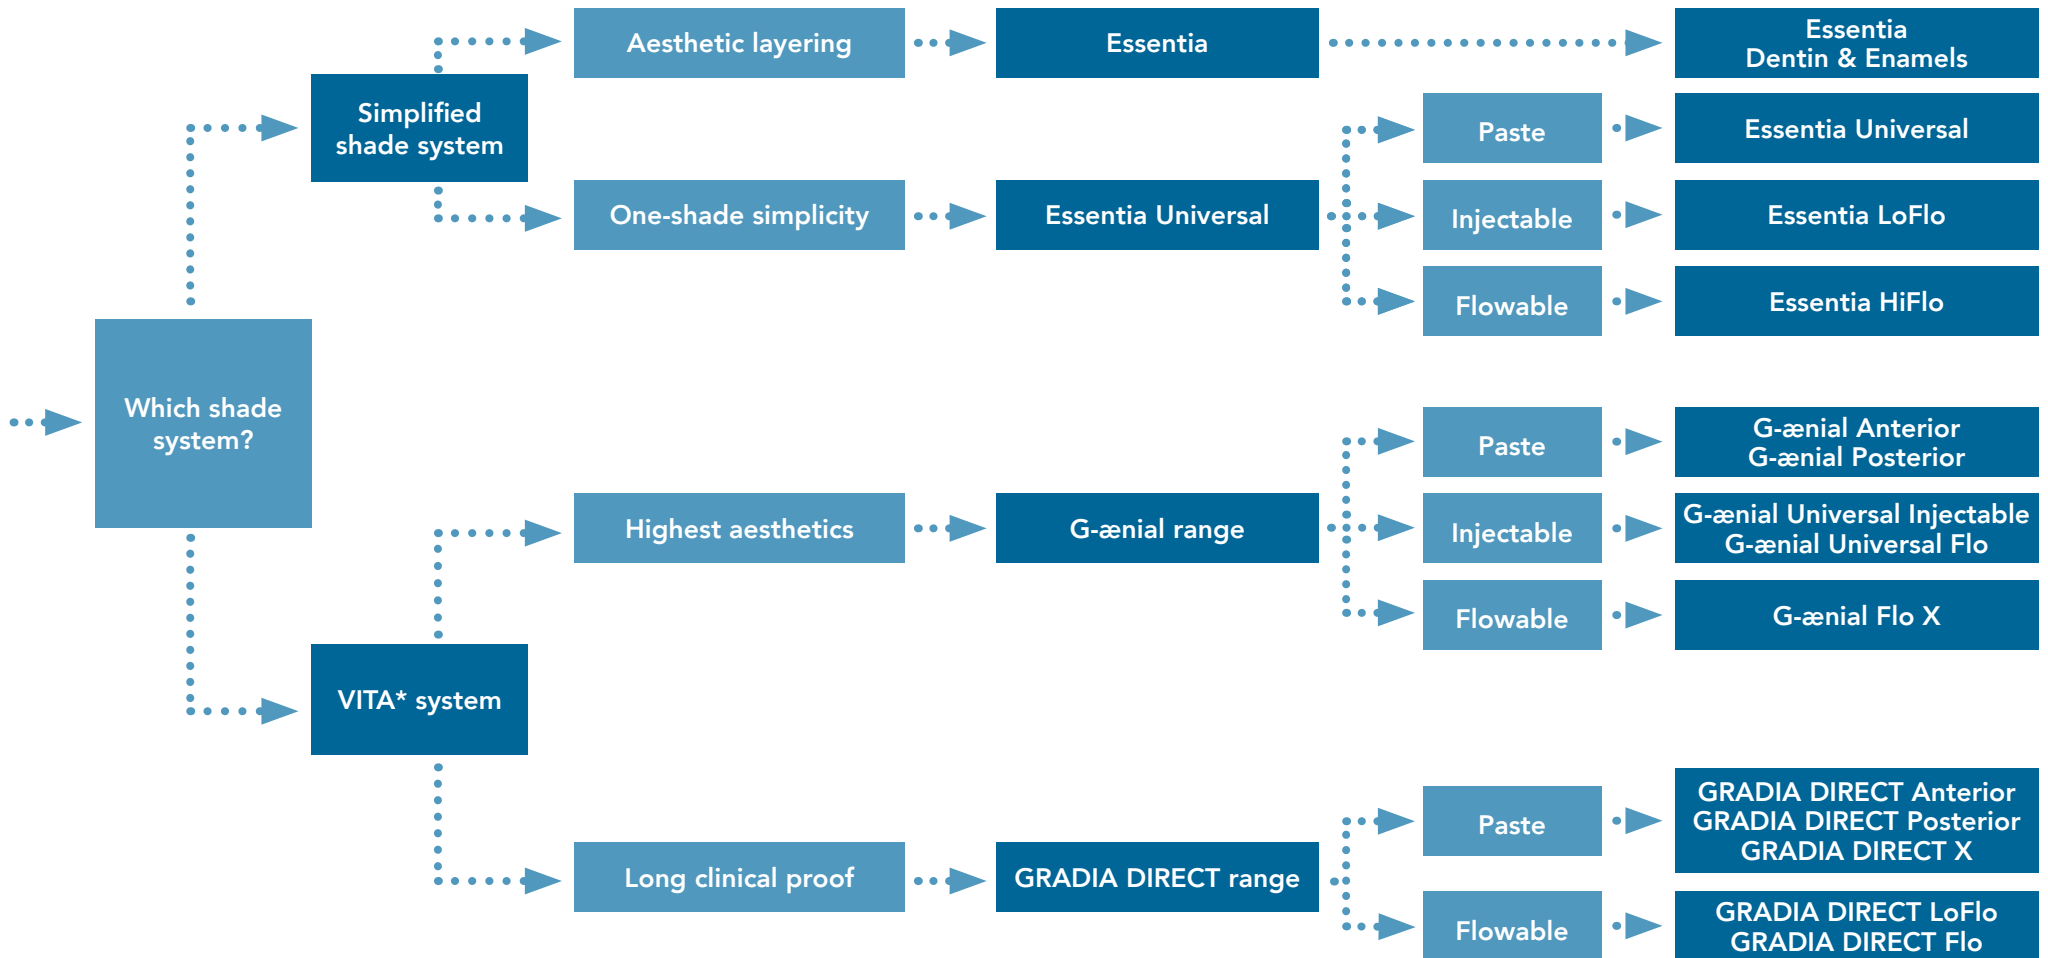 Which shade
system?
Simplified
shade system
Aesthetic layering
Essentia
Essentia
Dentin & Enamels
One-shade simplicity
Essentia Universal
Paste
Essentia Universal
Injectable
Essentia LoFlo
Flowable
Essentia HiFlo
VITA* system
Highest aesthetics
G-ænial range
Paste
G-ænial Anterior
G-ænial Posterior
Injectable
G-ænial Universal Injectable
G-ænial Universal Flo
Flowable
G-ænial Flo X
Long clinical proof
GRADIA DIRECT range
Paste
GRADIA DIRECT Anterior
GRADIA DIRECT Posterior
GRADIA DIRECT X
Flowable
GRADIA DIRECT LoFlo
GRADIA DIRECT Flo